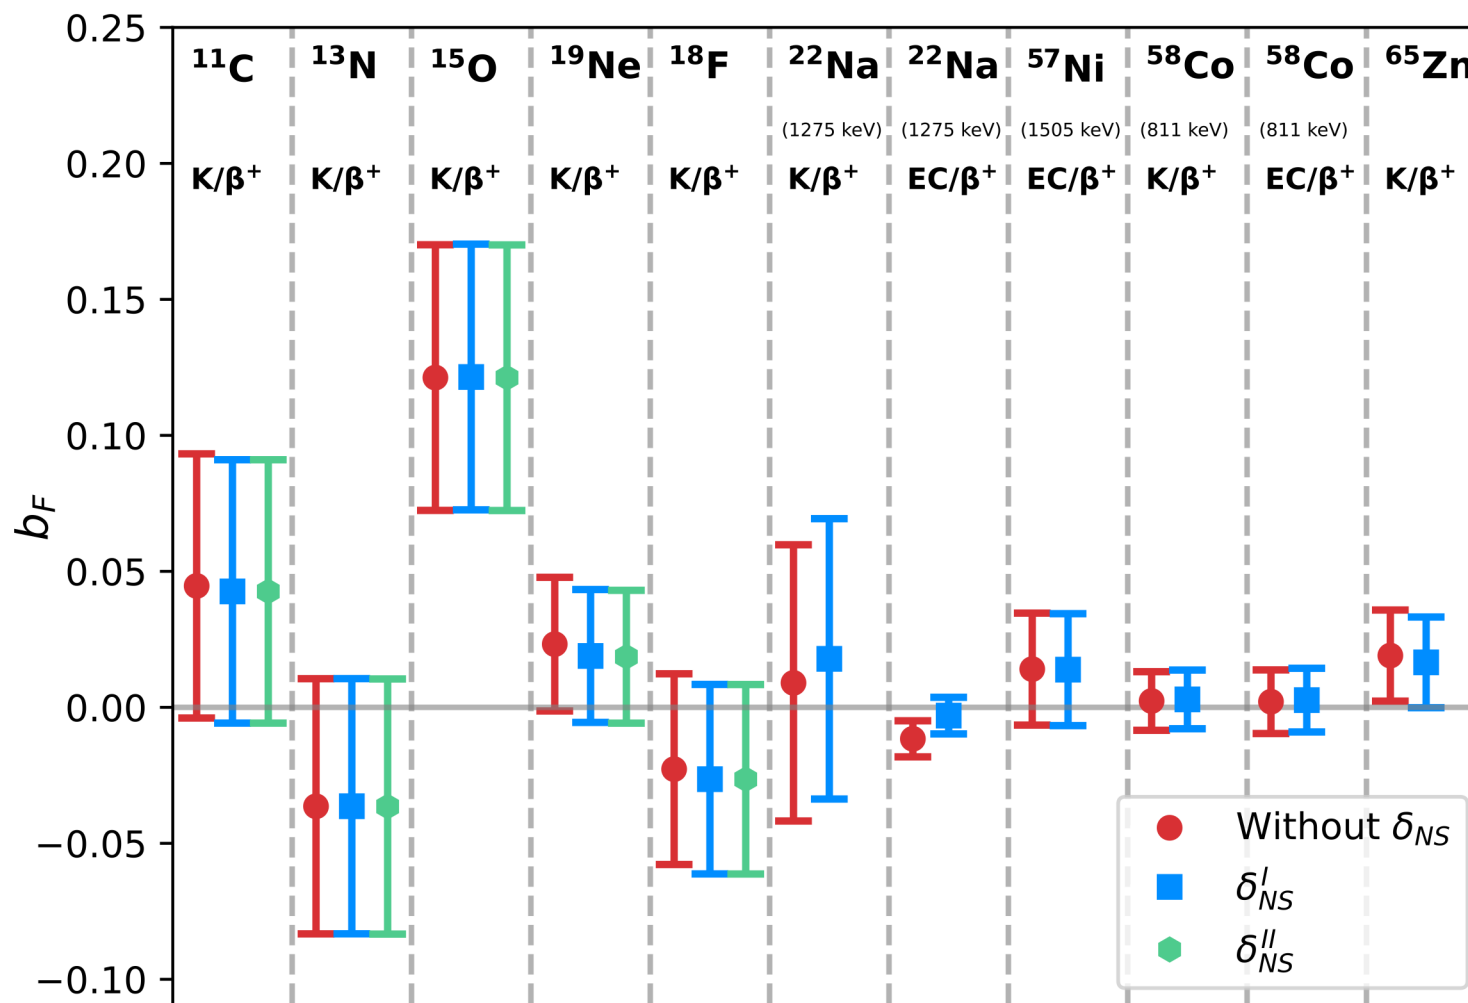 0.25
0.20
0.15
0.10
0.05
0.00
−0.05
−0.10
b_F
¹¹C ¹³N ¹⁵O ¹⁹Ne ¹⁸F ²²Na ²²Na ⁵⁷Ni ⁵⁸Co ⁵⁸Co ⁶⁵Zn
(1275 keV) (1275 keV) (1505 keV) (811 keV) (811 keV)
K/β⁺ K/β⁺ K/β⁺ K/β⁺ K/β⁺ K/β⁺ EC/β⁺ EC/β⁺ K/β⁺ EC/β⁺ K/β⁺
Without δ_NS
δ^I_NS
δ^II_NS